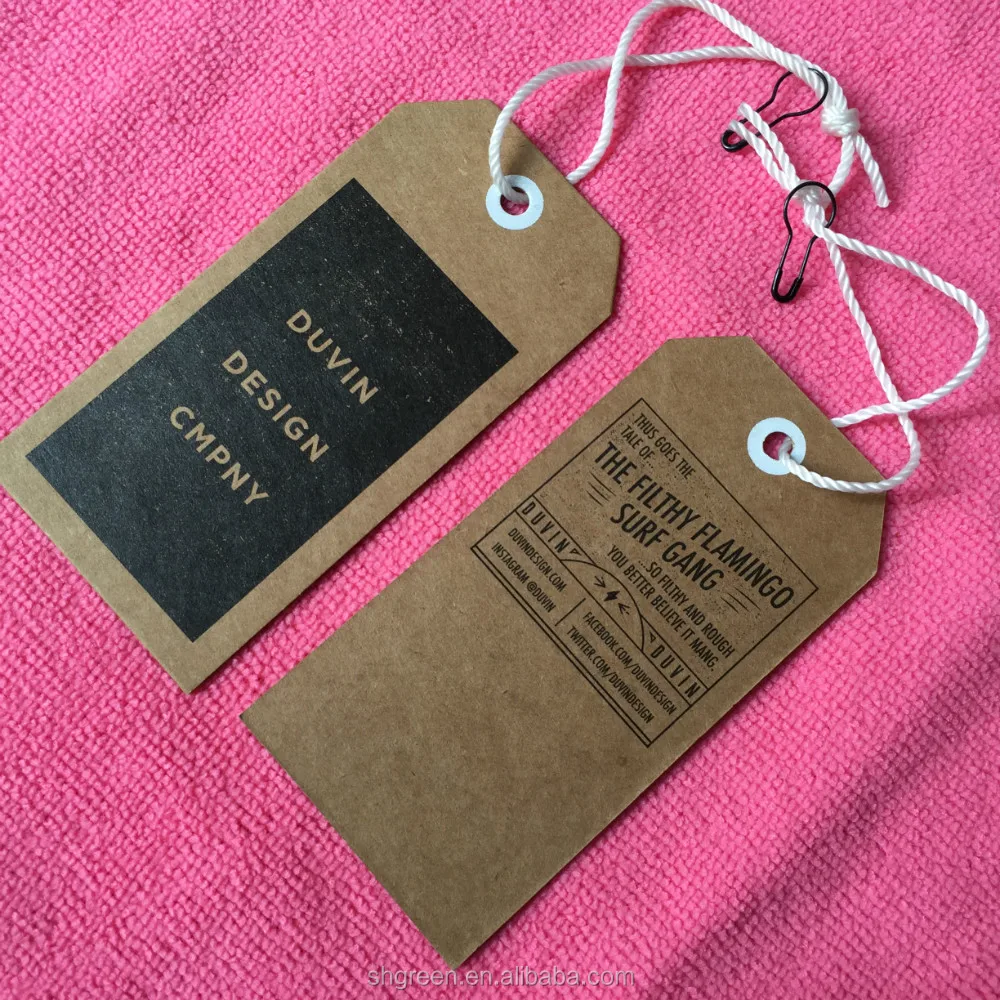 DUVIN
DESIGN
CMPNY
THUS GOES THE
TALE OF...
THE FILTHY FLAMINGO
SURF GANG
...SO FILTHY AND ROUGH
YOU BETTER BELIEVE IT MANG.
DUVIN
DUVIN
DUVINDESIGN.COM
INSTAGRAM @DUVIN
FACEBOOK.COM/DUVINDESIGN
TWITTER.COM/DUVINDESIGN
shgreen.en.alibaba.com